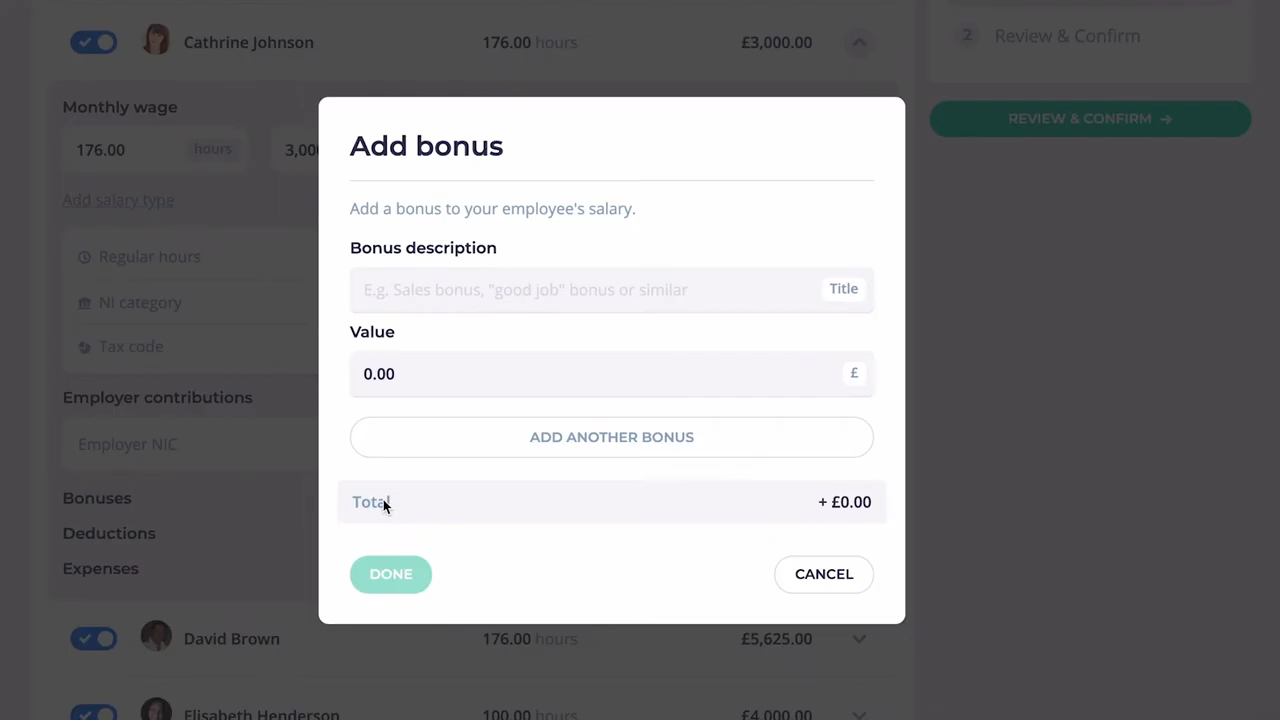 Cathrine Johnson 176.00 hours £3,000.00
2 Review & Confirm
Monthly wage
REVIEW & CONFIRM →
176.00 hours
Add salary type
Regular hours
NI category
Tax code
Employer contributions
Employer NIC
Bonuses
Deductions
Expenses
Add bonus
Add a bonus to your employee's salary.
Bonus description
E.g. Sales bonus, "good job" bonus or similar Title
Value
0.00 £
ADD ANOTHER BONUS
Total + £0.00
DONE CANCEL
David Brown 176.00 hours £5,625.00
Elisabeth Henderson 100.00 hours £4,000.00